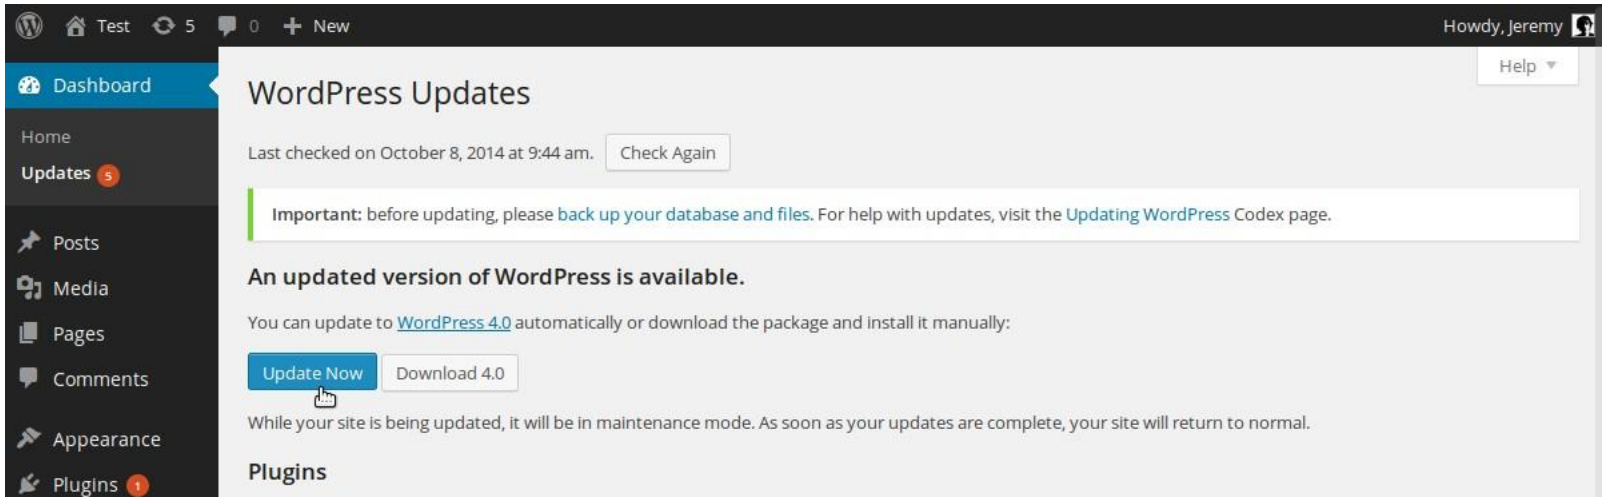 Test 5 0 New Howdy, Jeremy
Help
Dashboard
WordPress Updates
Home
Last checked on October 8, 2014 at 9:44 am. Check Again
Updates 5
Important: before updating, please back up your database and files. For help with updates, visit the Updating WordPress Codex page.
Posts
An updated version of WordPress is available.
Media
You can update to WordPress 4.0 automatically or download the package and install it manually:
Pages
Update Now Download 4.0
Comments
While your site is being updated, it will be in maintenance mode. As soon as your updates are complete, your site will return to normal.
Appearance
Plugins
Plugins 1